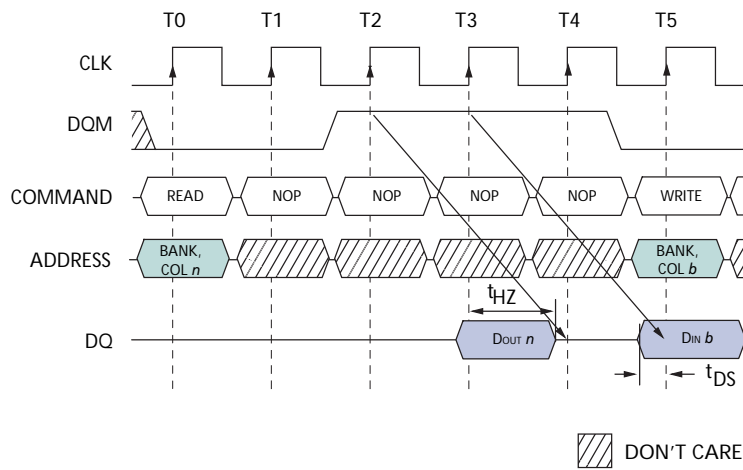 T0 T1 T2 T3 T4 T5
CLK
DQM
COMMAND READ NOP NOP NOP NOP WRITE
ADDRESS BANK, COL n BANK, COL b
tHZ
DQ DOUT n DIN b
tDS
DON'T CARE